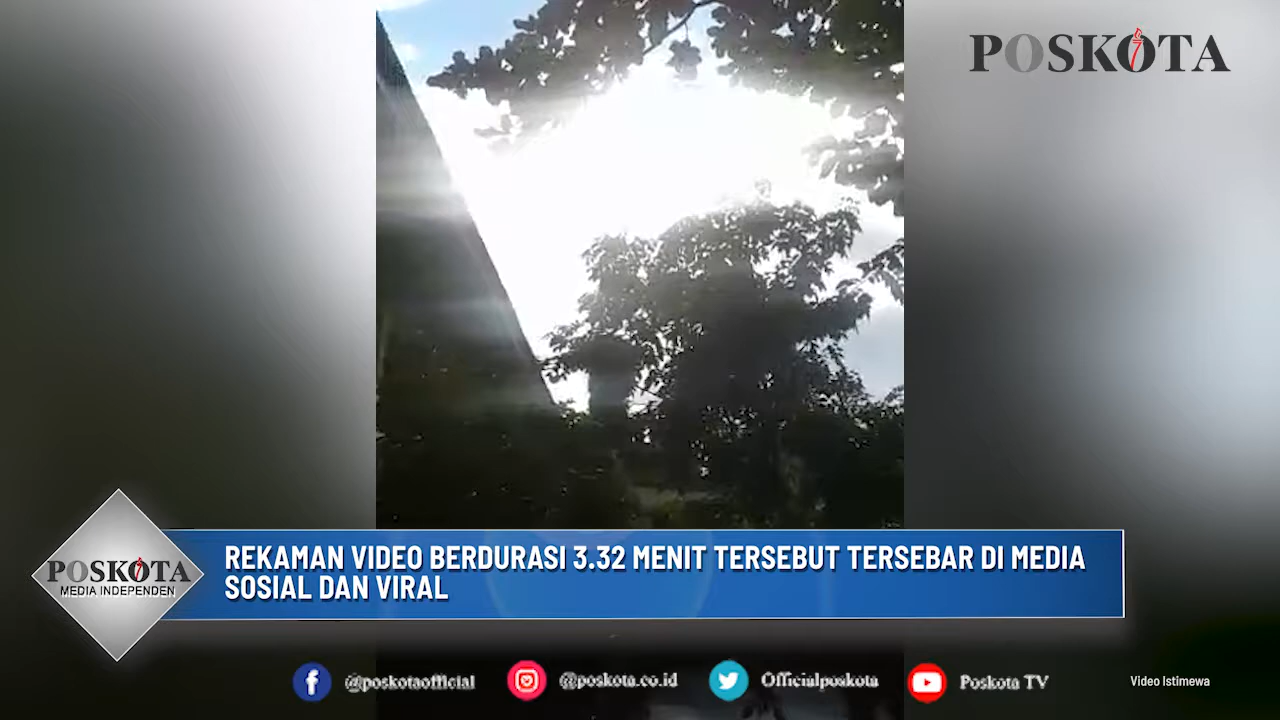 POSKOTA
REKAMAN VIDEO BERDURASI 3.32 MENIT TERSEBUT TERSEBAR DI MEDIA
SOSIAL DAN VIRAL
POSKOTA
MEDIA INDEPENDEN
@poskotaofficial
@poskota.co.id
Officialposkota
Poskota TV
Video Istimewa